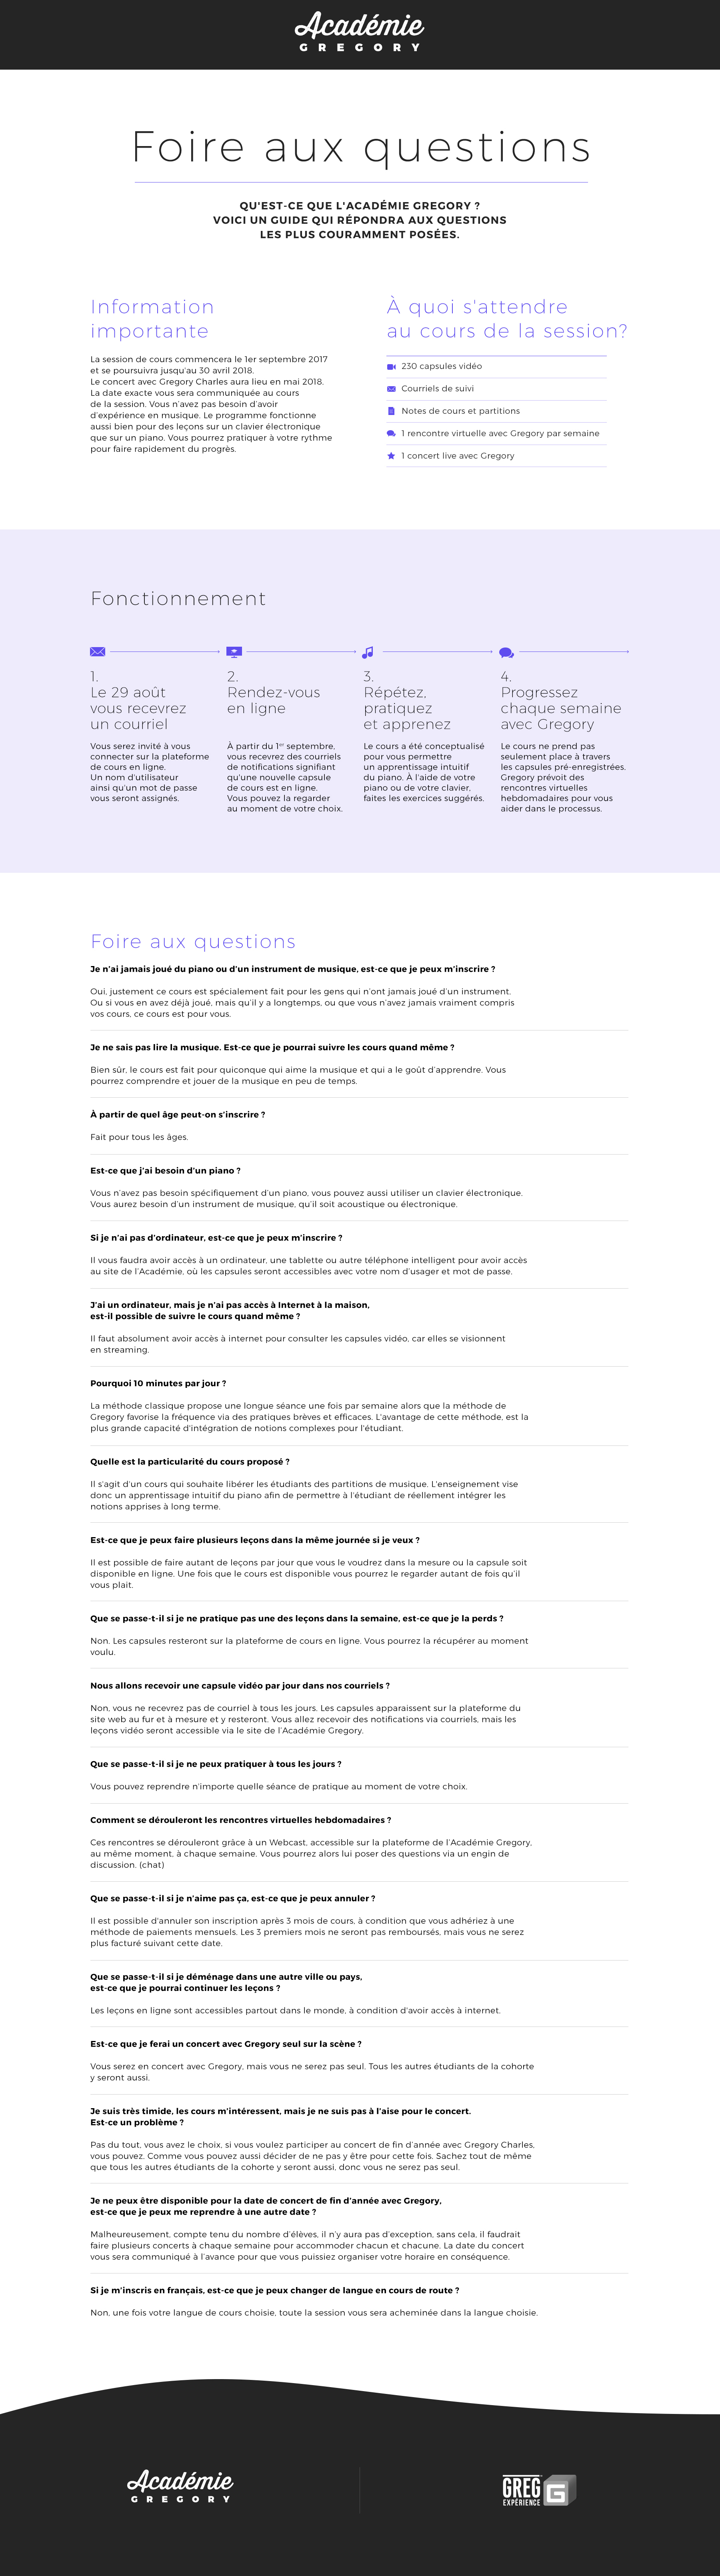 Académie
GREGORY
Foire aux questions
QU'EST-CE QUE L'ACADÉMIE GREGORY ?
VOICI UN GUIDE QUI RÉPONDRA AUX QUESTIONS
LES PLUS COURAMMENT POSÉES.
Information
importante
La session de cours commencera le 1er septembre 2017
et se poursuivra jusqu'au 30 avril 2018.
Le concert avec Gregory Charles aura lieu en mai 2018.
La date exacte vous sera communiquée au cours
de la session. Vous n'avez pas besoin d'avoir
d'expérience en musique. Le programme fonctionne
aussi bien pour des leçons sur un clavier électronique
que sur un piano. Vous pourrez pratiquer à votre rythme
pour faire rapidement du progrès.
À quoi s'attendre
au cours de la session?
230 capsules vidéo
Courriels de suivi
Notes de cours et partitions
1 rencontre virtuelle avec Gregory par semaine
1 concert live avec Gregory
Fonctionnement
1.
Le 29 août
vous recevrez
un courriel
Vous serez invité à vous
connecter sur la plateforme
de cours en ligne.
Un nom d'utilisateur
ainsi qu'un mot de passe
vous seront assignés.
2.
Rendez-vous
en ligne
À partir du 1er septembre,
vous recevrez des courriels
de notifications signifiant
qu'une nouvelle capsule
de cours est en ligne.
Vous pouvez la regarder
au moment de votre choix.
3.
Répétez,
pratiquez
et apprenez
Le cours a été conceptualisé
pour vous permettre
un apprentissage intuitif
du piano. À l'aide de votre
piano ou de votre clavier,
faites les exercices suggérés.
4.
Progressez
chaque semaine
avec Gregory
Le cours ne prend pas
seulement place à travers
les capsules pré-enregistrées.
Gregory prévoit des
rencontres virtuelles
hebdomadaires pour vous
aider dans le processus.
Foire aux questions
Je n'ai jamais joué du piano ou d'un instrument de musique, est-ce que je peux m'inscrire ?
Oui, justement ce cours est spécialement fait pour les gens qui n'ont jamais joué d'un instrument.
Ou si vous en avez déjà joué, mais qu'il y a longtemps, ou que vous n'avez jamais vraiment compris
vos cours, ce cours est pour vous.
Je ne sais pas lire la musique. Est-ce que je pourrai suivre les cours quand même ?
Bien sûr, le cours est fait pour quiconque qui aime la musique et qui a le goût d'apprendre. Vous
pourrez comprendre et jouer de la musique en peu de temps.
À partir de quel âge peut-on s'inscrire ?
Fait pour tous les âges.
Est-ce que j'ai besoin d'un piano ?
Vous n'avez pas besoin spécifiquement d'un piano, vous pouvez aussi utiliser un clavier électronique.
Vous aurez besoin d'un instrument de musique, qu'il soit acoustique ou électronique.
Si je n'ai pas d'ordinateur, est-ce que je peux m'inscrire ?
Il vous faudra avoir accès à un ordinateur, une tablette ou autre téléphone intelligent pour avoir accès
au site de l'Académie, où les capsules seront accessibles avec votre nom d'usager et mot de passe.
J'ai un ordinateur, mais je n'ai pas accès à Internet à la maison,
est-il possible de suivre le cours quand même ?
Il faut absolument avoir accès à internet pour consulter les capsules vidéo, car elles se visionnent
en streaming.
Pourquoi 10 minutes par jour ?
La méthode classique propose une longue séance une fois par semaine alors que la méthode de
Gregory favorise la fréquence via des pratiques brèves et efficaces. L'avantage de cette méthode, est la
plus grande capacité d'intégration de notions complexes pour l'étudiant.
Quelle est la particularité du cours proposé ?
Il s'agit d'un cours qui souhaite libérer les étudiants des partitions de musique. L'enseignement vise
donc un apprentissage intuitif du piano afin de permettre à l'étudiant de réellement intégrer les
notions apprises à long terme.
Est-ce que je peux faire plusieurs leçons dans la même journée si je veux ?
Il est possible de faire autant de leçons par jour que vous le voudrez dans la mesure ou la capsule soit
disponible en ligne. Une fois que le cours est disponible vous pourrez le regarder autant de fois qu'il
vous plait.
Que se passe-t-il si je ne pratique pas une des leçons dans la semaine, est-ce que je la perds ?
Non. Les capsules resteront sur la plateforme de cours en ligne. Vous pourrez la récupérer au moment
voulu.
Nous allons recevoir une capsule vidéo par jour dans nos courriels ?
Non, vous ne recevrez pas de courriel à tous les jours. Les capsules apparaissent sur la plateforme du
site web au fur et à mesure et y resteront. Vous allez recevoir des notifications via courriels, mais les
leçons vidéo seront accessible via le site de l'Académie Gregory.
Que se passe-t-il si je ne peux pratiquer à tous les jours ?
Vous pouvez reprendre n'importe quelle séance de pratique au moment de votre choix.
Comment se dérouleront les rencontres virtuelles hebdomadaires ?
Ces rencontres se dérouleront grâce à un Webcast, accessible sur la plateforme de l'Académie Gregory,
au même moment, à chaque semaine. Vous pourrez alors lui poser des questions via un engin de
discussion. (chat)
Que se passe-t-il si je n'aime pas ça, est-ce que je peux annuler ?
Il est possible d'annuler son inscription après 3 mois de cours, à condition que vous adhériez à une
méthode de paiements mensuels. Les 3 premiers mois ne seront pas remboursés, mais vous ne serez
plus facturé suivant cette date.
Que se passe-t-il si je déménage dans une autre ville ou pays,
est-ce que je pourrai continuer les leçons ?
Les leçons en ligne sont accessibles partout dans le monde, à condition d'avoir accès à internet.
Est-ce que je ferai un concert avec Gregory seul sur la scène ?
Vous serez en concert avec Gregory, mais vous ne serez pas seul. Tous les autres étudiants de la cohorte
y seront aussi.
Je suis très timide, les cours m'intéressent, mais je ne suis pas à l'aise pour le concert.
Est-ce un problème ?
Pas du tout, vous avez le choix, si vous voulez participer au concert de fin d'année avec Gregory Charles,
vous pouvez. Comme vous pouvez aussi décider de ne pas y être pour cette fois. Sachez tout de même
que tous les autres étudiants de la cohorte y seront aussi, donc vous ne serez pas seul.
Je ne peux être disponible pour la date de concert de fin d'année avec Gregory,
est-ce que je peux me reprendre à une autre date ?
Malheureusement, compte tenu du nombre d'élèves, il n'y aura pas d'exception, sans cela, il faudrait
faire plusieurs concerts à chaque semaine pour accommoder chacun et chacune. La date du concert
vous sera communiqué à l'avance pour que vous puissiez organiser votre horaire en conséquence.
Si je m'inscris en français, est-ce que je peux changer de langue en cours de route ?
Non, une fois votre langue de cours choisie, toute la session vous sera acheminée dans la langue choisie.
Académie
GREGORY
GREG
EXPÉRIENCE
G